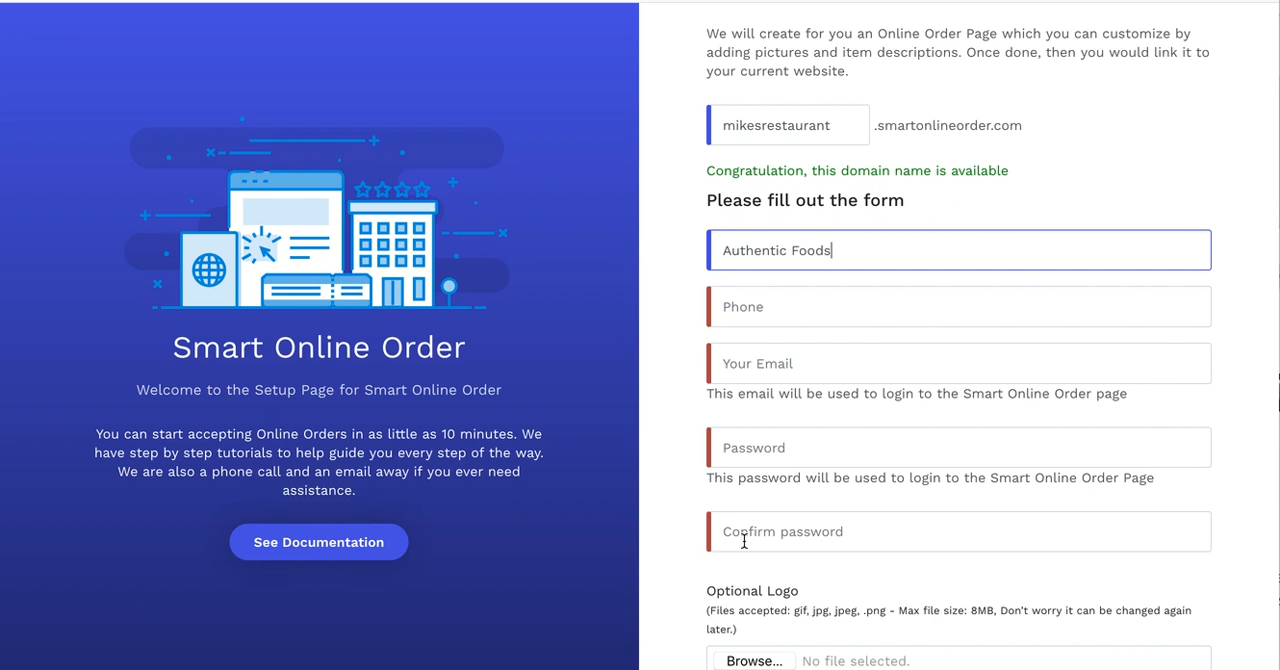 Smart Online Order
Welcome to the Setup Page for Smart Online Order
You can start accepting Online Orders in as little as 10 minutes. We
have step by step tutorials to help guide you every step of the way.
We are also a phone call and an email away if you ever need
assistance.
See Documentation
We will create for you an Online Order Page which you can customize by
adding pictures and item descriptions. Once done, then you would link it to
your current website.
mikesrestaurant .smartonlineorder.com
Congratulation, this domain name is available
Please fill out the form
Authentic Foods
Phone
Your Email
This email will be used to login to the Smart Online Order page
Password
This password will be used to login to the Smart Online Order Page
Confirm password
Optional Logo
(Files accepted: gif, jpg, jpeg, .png - Max file size: 8MB, Don't worry it can be changed again
later.)
Browse... No file selected.